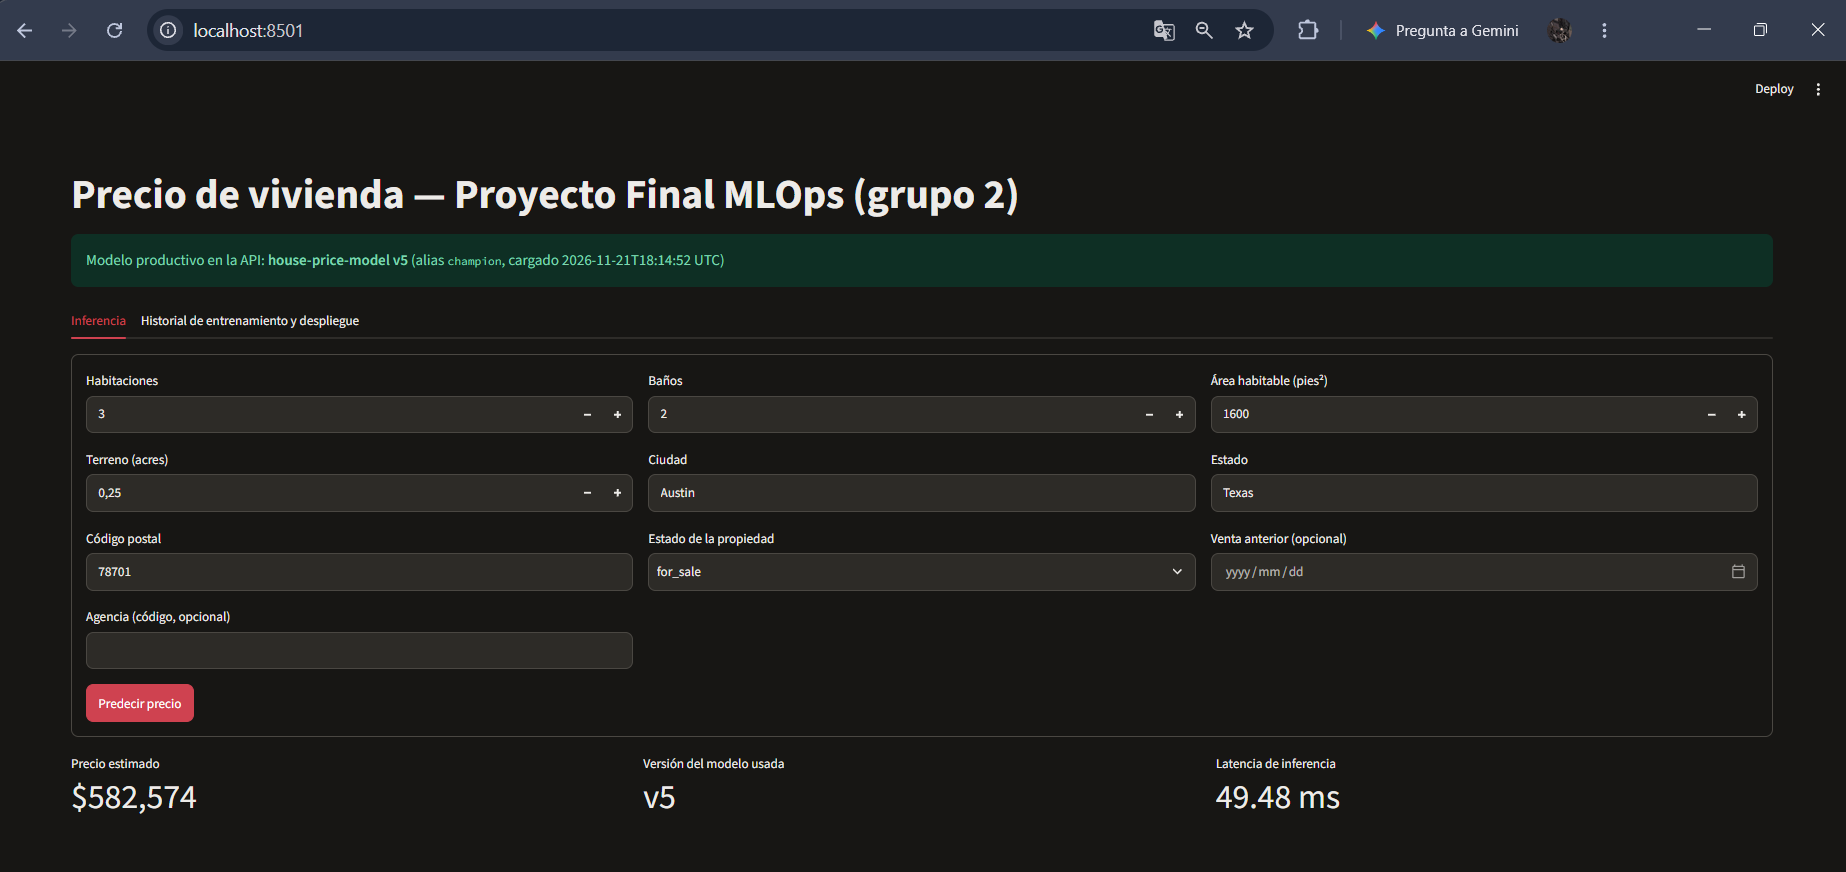 localhost:8501
Pregunta a Gemini
Deploy
Precio de vivienda — Proyecto Final MLOps (grupo 2)
Modelo productivo en la API: house-price-model v5 (alias champion, cargado 2026-11-21T18:14:52 UTC)
Inferencia Historial de entrenamiento y despliegue
Habitaciones Baños Área habitable (pies²)
3 2 1600
Terreno (acres) Ciudad Estado
0,25 Austin Texas
Código postal Estado de la propiedad Venta anterior (opcional)
78701 for_sale yyyy/mm/dd
Agencia (código, opcional)
Predecir precio
Precio estimado Versión del modelo usada Latencia de inferencia
$582,574 v5 49.48 ms